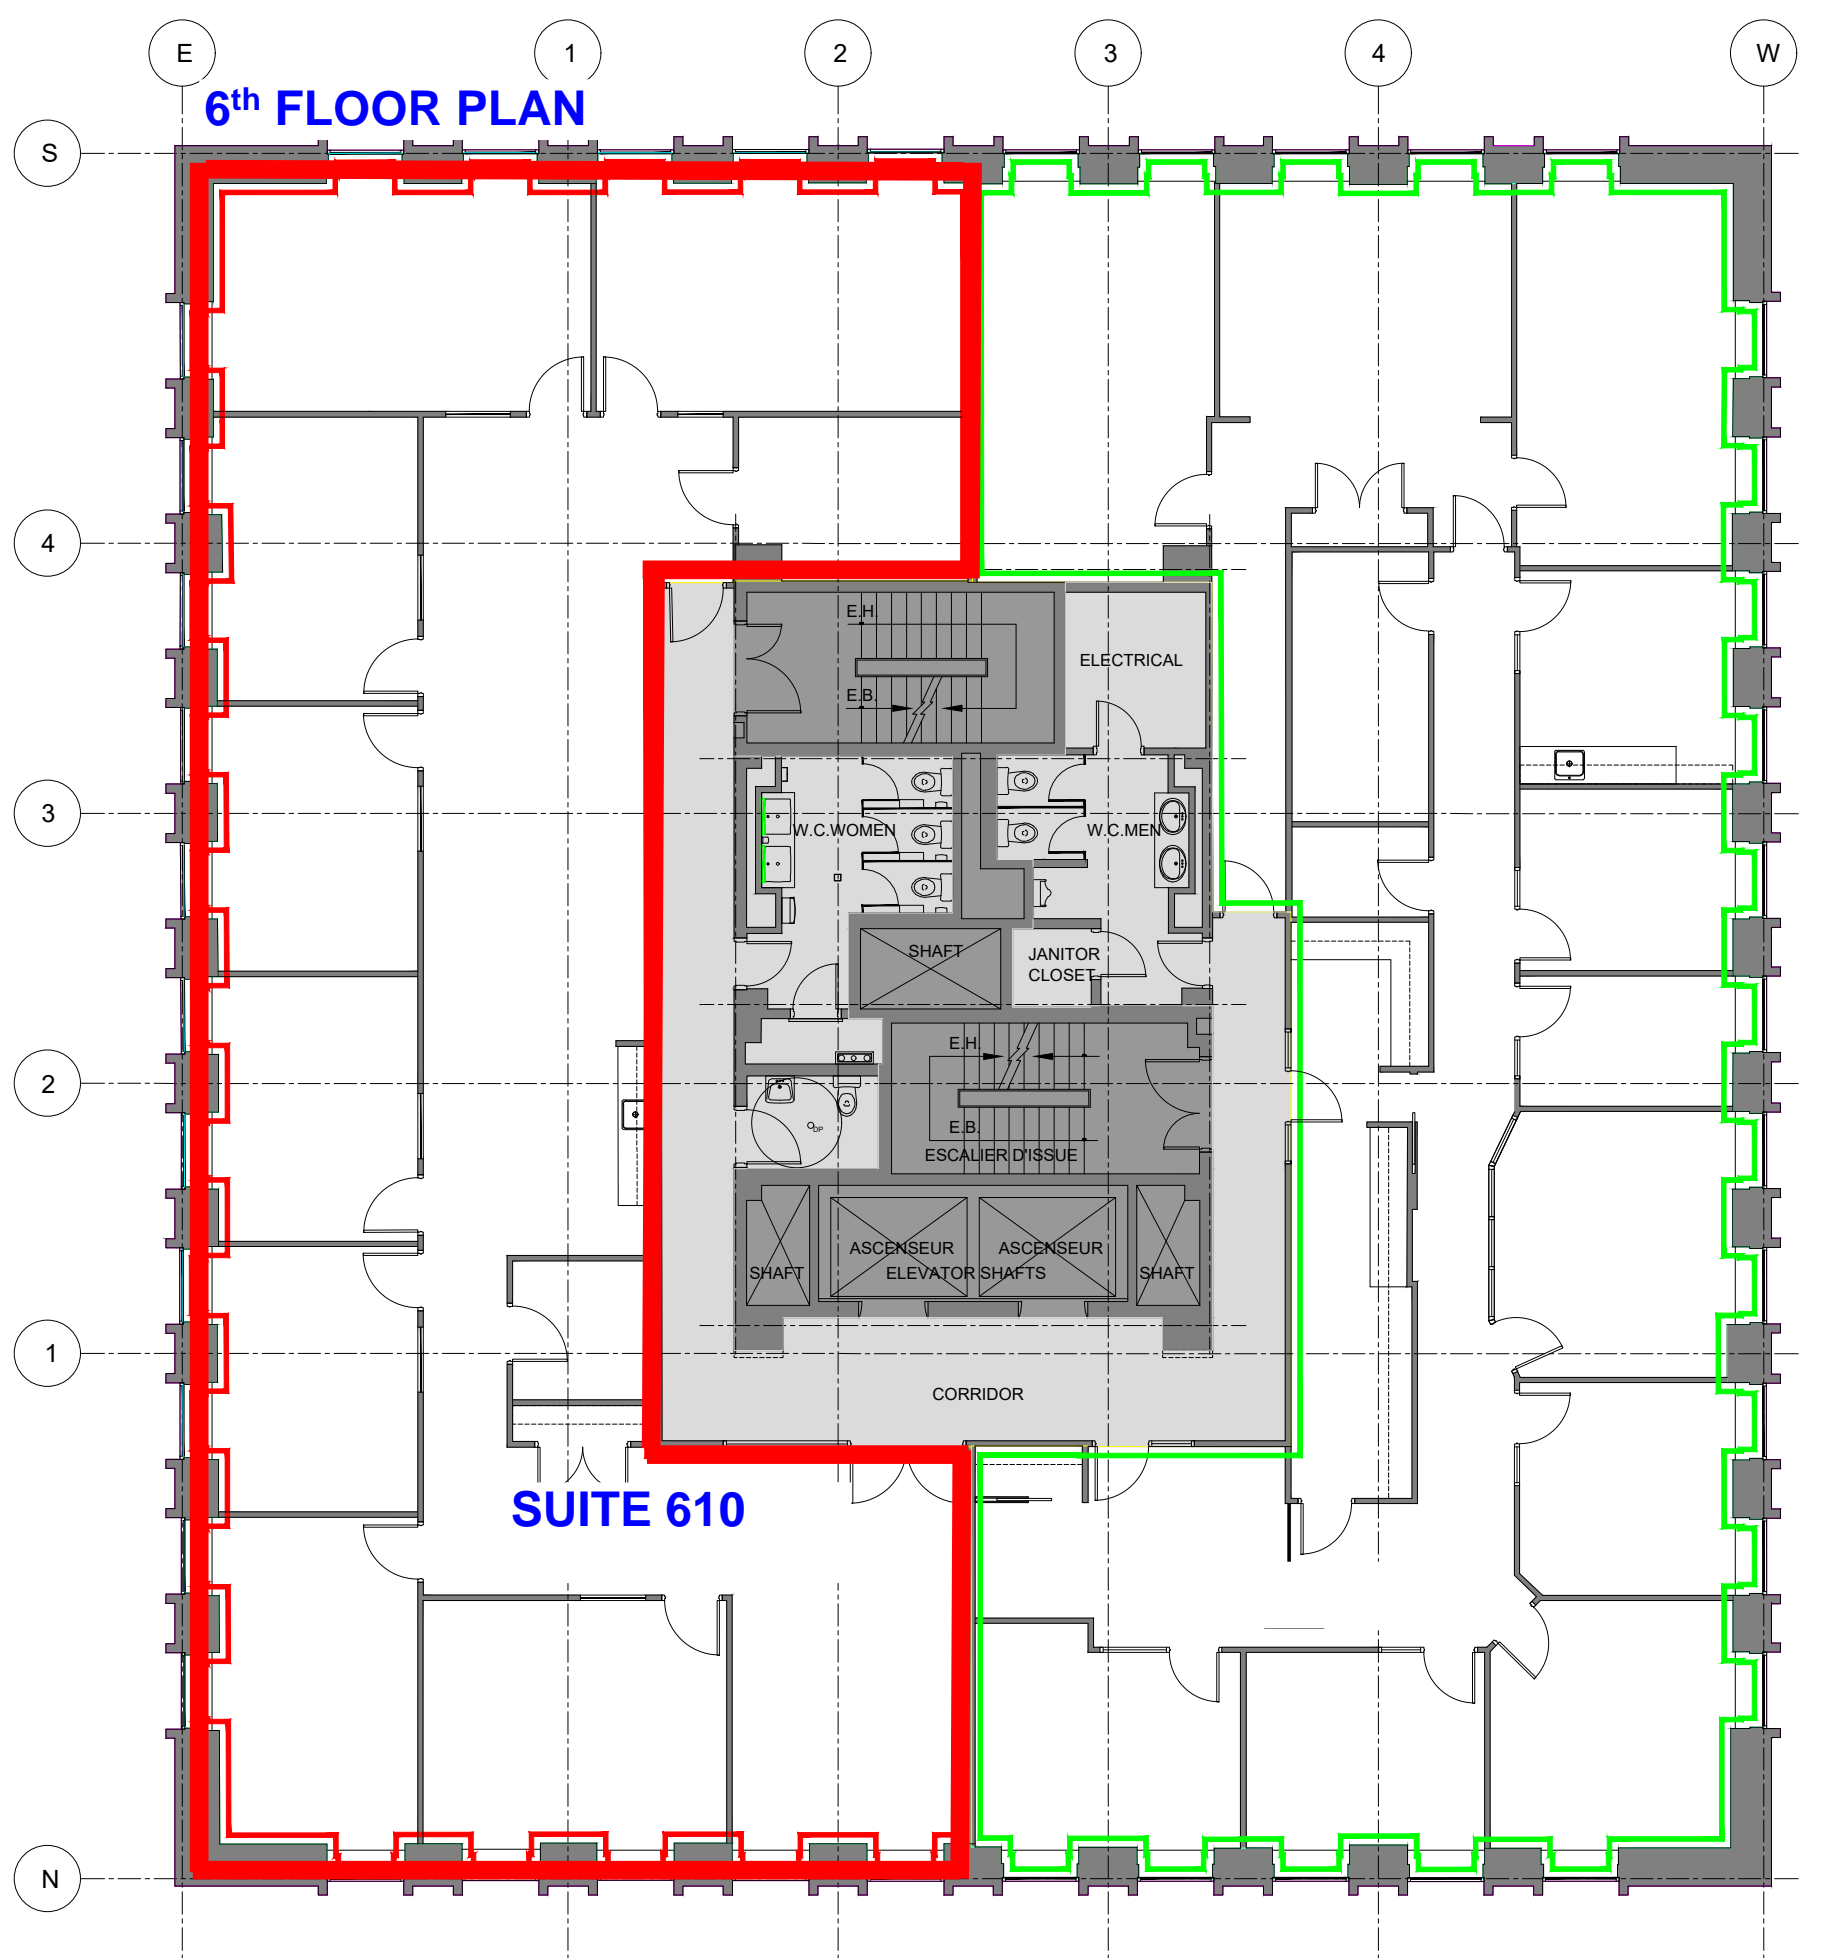 E
1
2
3
4
W
6th FLOOR PLAN
S
4
3
2
1
N
E.H.
E.B.
ELECTRICAL
W.C.WOMEN
W.C.MEN
SHAFT
JANITOR
CLOSET
E.H.
E.B.
ESCALIER D'ISSUE
DP
ASCENSEUR
ASCENSEUR
SHAFT
ELEVATOR SHAFTS
SHAFT
CORRIDOR
SUITE 610